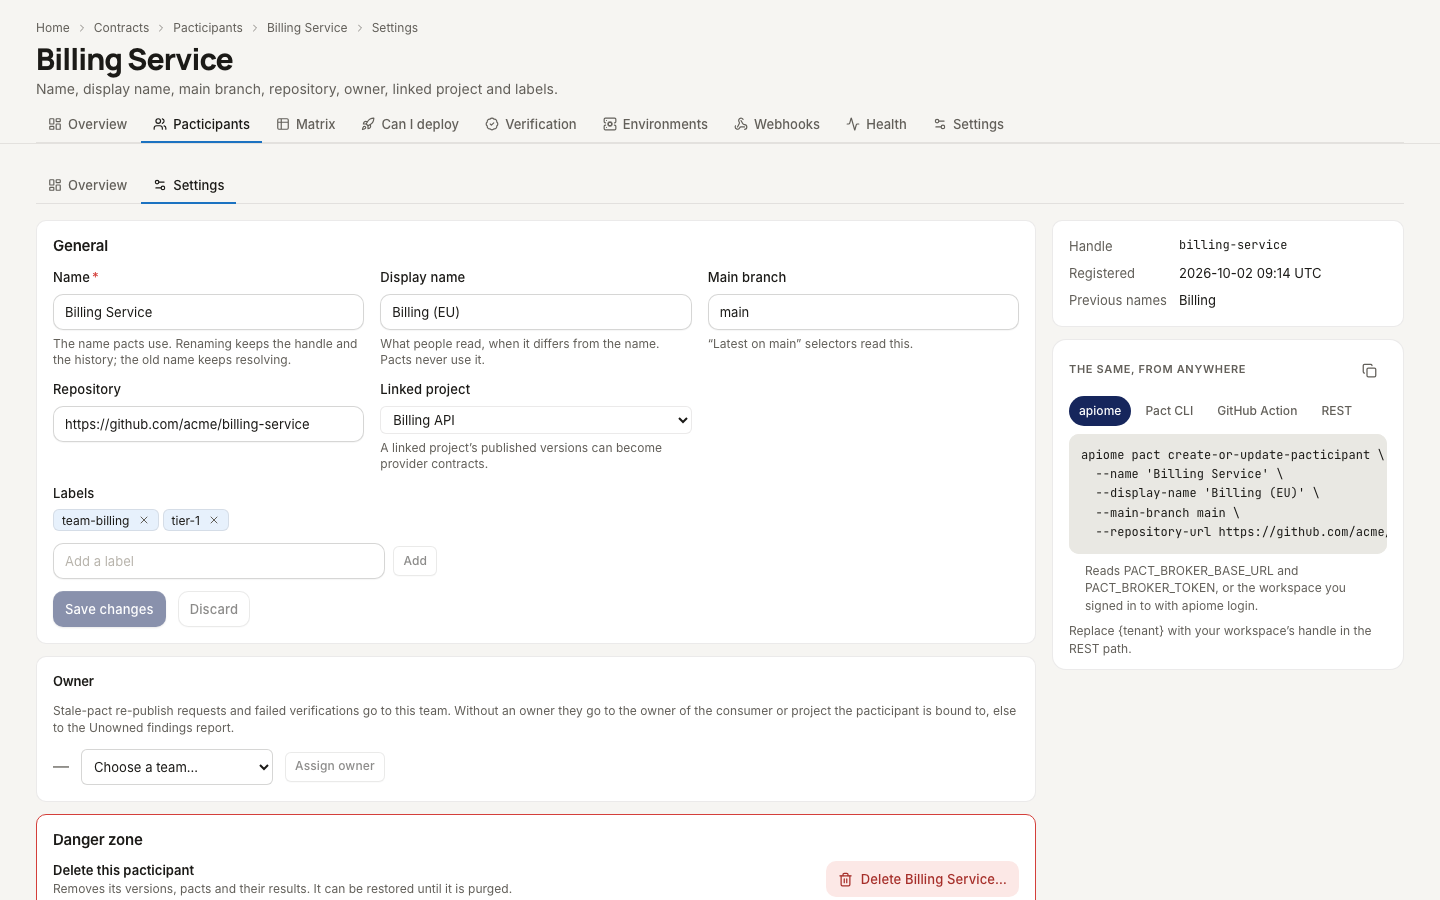 Home > Contracts > Pacticipants > Billing Service > Settings
Billing Service
Name, display name, main branch, repository, owner, linked project and labels.
Overview Pacticipants Matrix Can I deploy Verification Environments Webhooks Health Settings
Overview Settings
General
Name* Display name Main branch
Billing Service Billing (EU) main
The name pacts use. Renaming keeps the handle and What people read, when it differs from the name. “Latest on main” selectors read this.
the history; the old name keeps resolving. Pacts never use it.
Repository Linked project
https://github.com/acme/billing-service Billing API
A linked project’s published versions can become
provider contracts.
Labels
team-billing × tier-1 ×
Add a label Add
Save changes Discard
Owner
Stale-pact re-publish requests and failed verifications go to this team. Without an owner they go to the owner of the consumer or project the pacticipant is bound to, else
to the Unowned findings report.
— Choose a team... Assign owner
Danger zone
Delete this pacticipant
Removes its versions, pacts and their results. It can be restored until it is purged.
Delete Billing Service...
Handle billing-service
Registered 2026-10-02 09:14 UTC
Previous names Billing
THE SAME, FROM ANYWHERE
apiome Pact CLI GitHub Action REST
apiome pact create-or-update-pacticipant \
--name 'Billing Service' \
--display-name 'Billing (EU)' \
--main-branch main \
--repository-url https://github.com/acme/
Reads PACT_BROKER_BASE_URL and
PACT_BROKER_TOKEN, or the workspace you
signed in to with apiome login.
Replace {tenant} with your workspace’s handle in the
REST path.